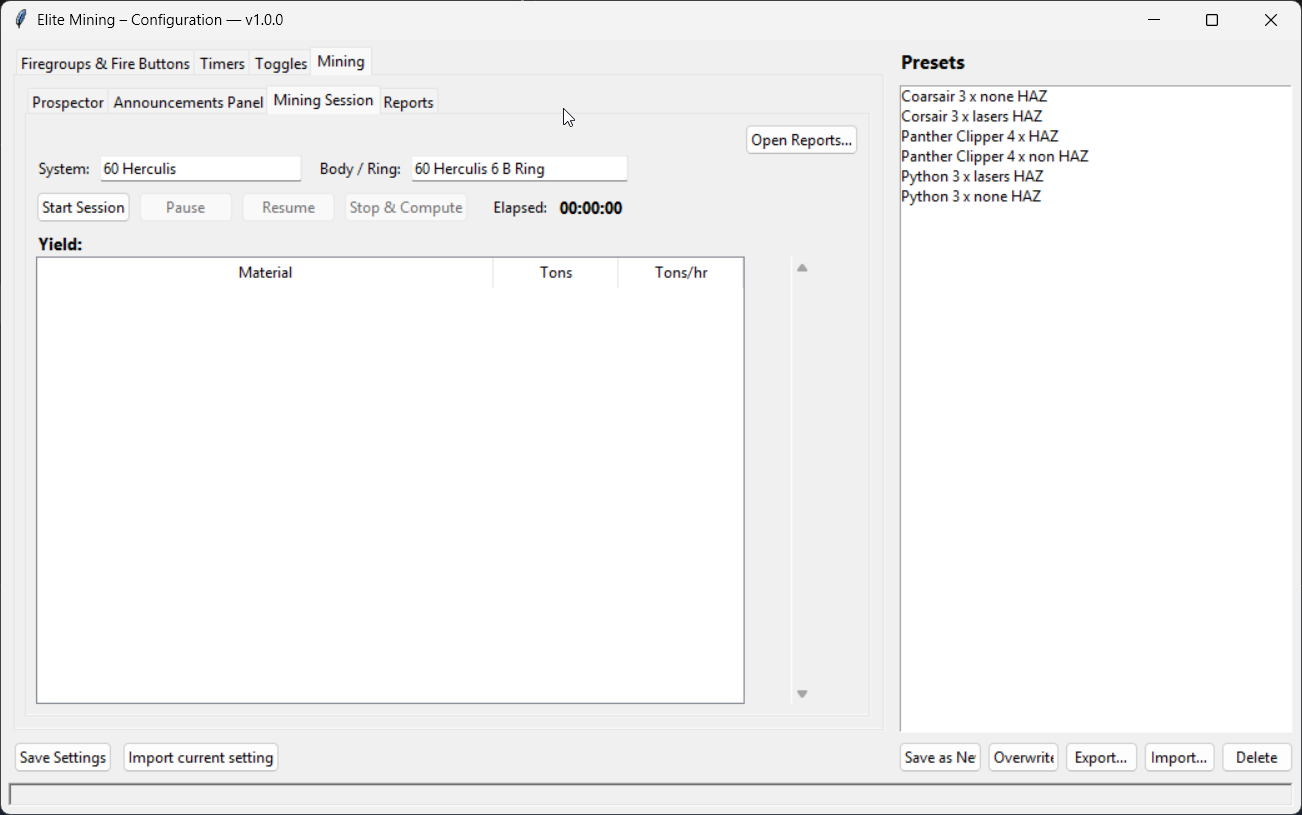 Elite Mining – Configuration — v1.0.0
Firegroups & Fire Buttons Timers Toggles Mining
Prospector Announcements Panel Mining Session Reports
Open Reports...
System: 60 Herculis Body / Ring: 60 Herculis 6 B Ring
Start Session Pause Resume Stop & Compute Elapsed: 00:00:00
Yield:
Material Tons Tons/hr
Save Settings Import current setting
Presets
Coarsair 3 x none HAZ
Corsair 3 x lasers HAZ
Panther Clipper 4 x HAZ
Panther Clipper 4 x non HAZ
Python 3 x lasers HAZ
Python 3 x none HAZ
Save as Ne Overwrite Export... Import... Delete